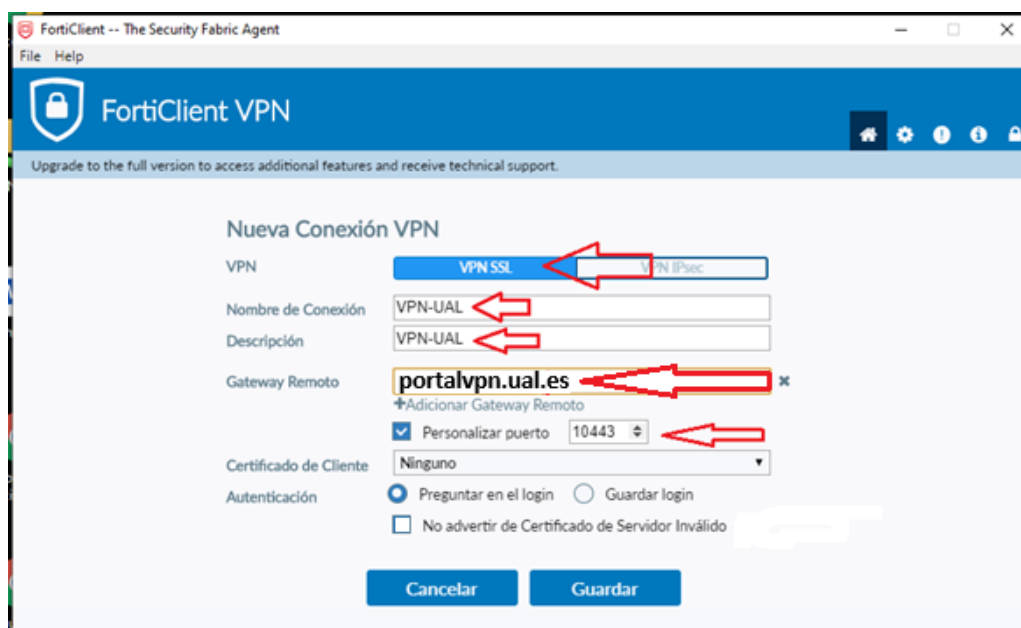 FortiClient -- The Security Fabric Agent
File Help
FortiClient VPN
Upgrade to the full version to access additional features and receive technical support.
Nueva Conexión VPN
VPN VPN SSL VPN IPsec
Nombre de Conexión VPN-UAL
Descripción VPN-UAL
Gateway Remoto portalvpn.ual.es
+Adicionar Gateway Remoto
Personalizar puerto 10443
Certificado de Cliente Ninguno
Autenticación Preguntar en el login Guardar login
No advertir de Certificado de Servidor Inválido
Cancelar Guardar